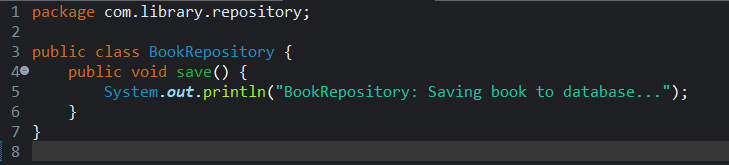 1 package com.library.repository;
2
3 public class BookRepository {
4 public void save() {
5 System.out.println("BookRepository: Saving book to database...");
6 }
7 }
8